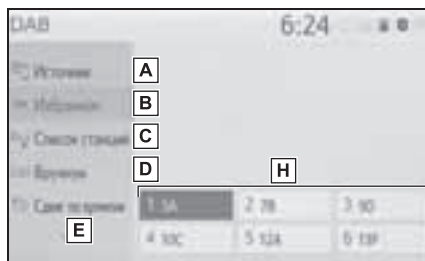 DAB 6:24
Источник A
Избранное B
Список станций C
Вручную D
H
Сдвиг по времени E
1 5A 2 7B 3 9D
4 10C 5 12A 6 13F